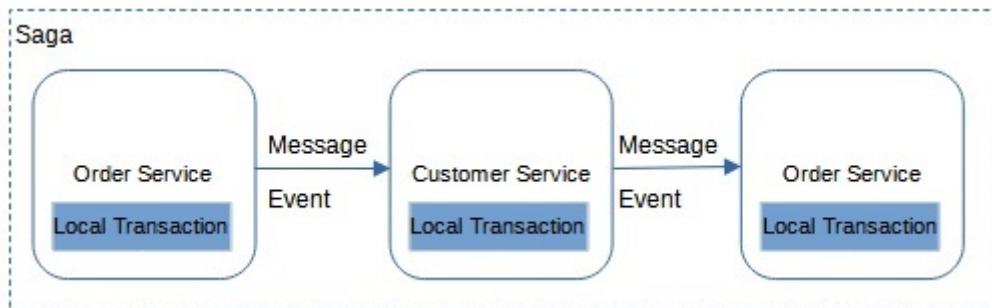 Saga
Order Service
Local Transaction
Message
Event
Customer Service
Local Transaction
Message
Event
Order Service
Local Transaction